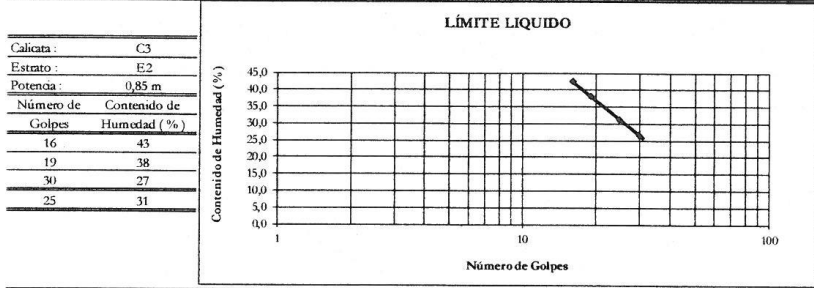 LÍMITE LIQUIDO
Calicata : C3
Estrato : E2
Potencia : 0,85 m
Número de Contenido de
Golpes Humedad ( % )
16 43
19 38
30 27
25 31
Contenido de Humedad ( % )
45,0
40,0
35,0
30,0
25,0
20,0
15,0
10,0
5,0
0,0
1 10 100
Número de Golpes